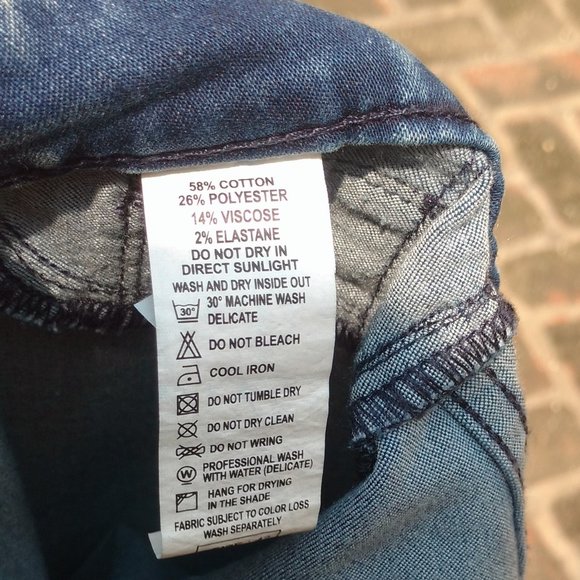 58% COTTON
26% POLYESTER
14% VISCOSE
2% ELASTANE
DO NOT DRY IN
DIRECT SUNLIGHT
WASH AND DRY INSIDE OUT
30° 30° MACHINE WASH
DELICATE
DO NOT BLEACH
COOL IRON
DO NOT TUMBLE DRY
DO NOT DRY CLEAN
DO NOT WRING
W PROFESSIONAL WASH
WITH WATER (DELICATE)
HANG FOR DRYING
IN THE SHADE
FABRIC SUBJECT TO COLOR LOSS
WASH SEPARATELY